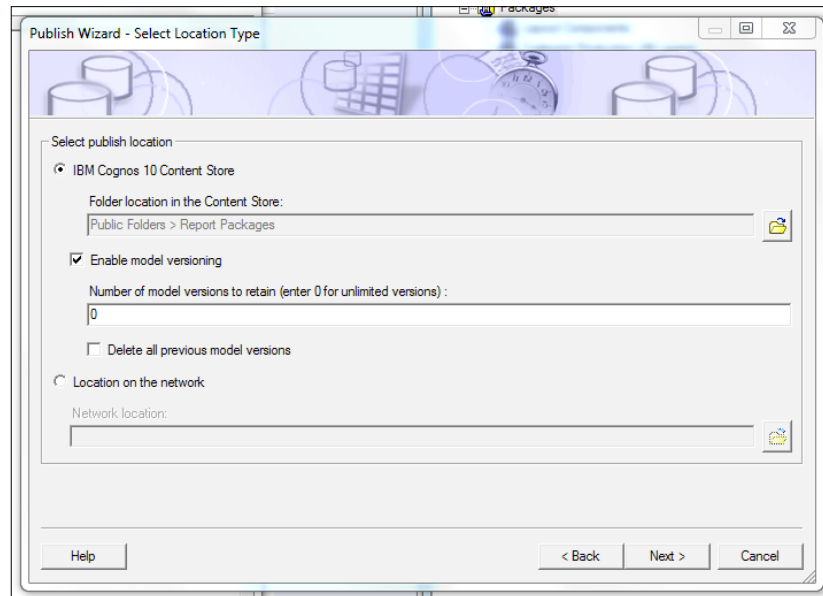 Packages
Publish Wizard - Select Location Type
Select publish location
IBM Cognos 10 Content Store
Folder location in the Content Store:
Public Folders > Report Packages
Enable model versioning
Number of model versions to retain (enter 0 for unlimited versions) :
0
Delete all previous model versions
Location on the network
Network location:
Help
< Back
Next >
Cancel